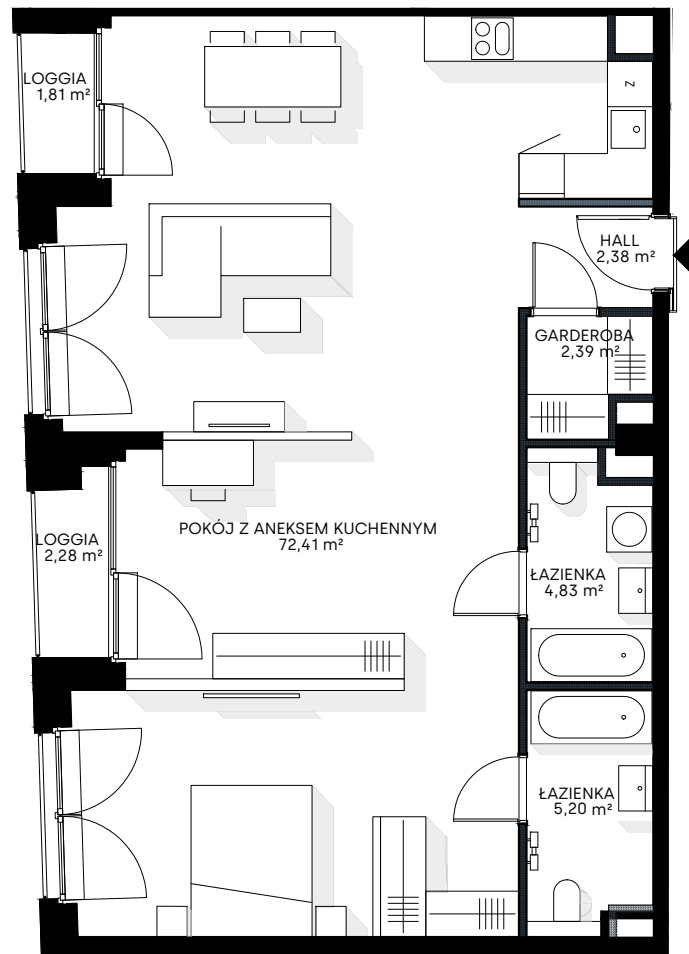 LOGGIA
1,81 m²
Z
HALL
2,38 m²
GARDEROBA
2,39 m²
POKÓJ Z ANEKSEM KUCHENNYM
72,41 m²
LOGGIA
2,28 m²
ŁAZIENKA
4,83 m²
ŁAZIENKA
5,20 m²